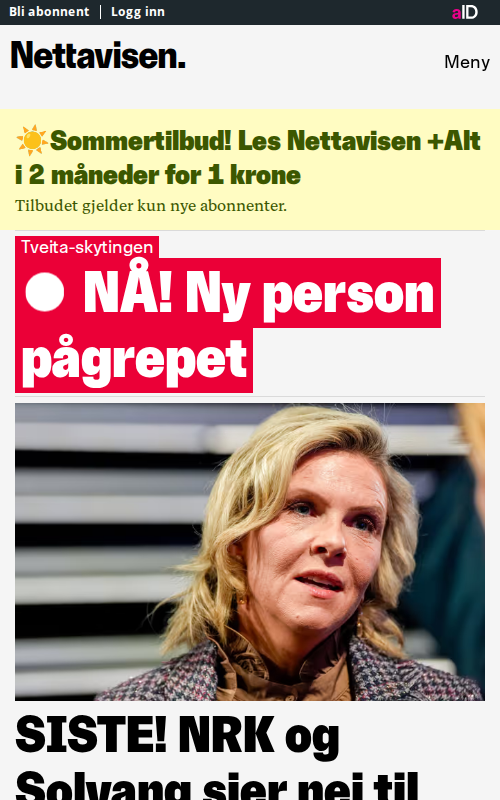 Bli abonnent
Logg inn
aID
Nettavisen.
Meny
Sommertilbud! Les Nettavisen +Alt
i 2 måneder for 1 krone
Tilbudet gjelder kun nye abonnenter.
Tveita-skytingen
NÅ! Ny person
pågrepet
SISTE! NRK og
Solvang sier nei til